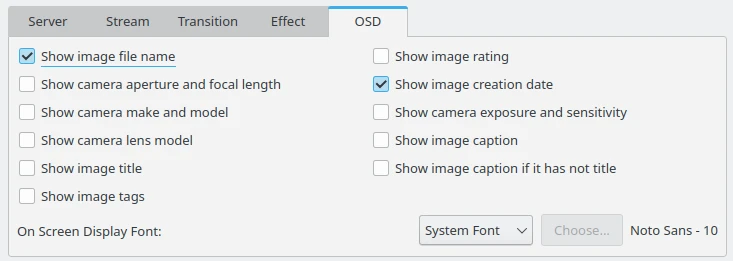 Server Stream Transition Effect OSD
Show image file name Show image rating
Show camera aperture and focal length Show image creation date
Show camera make and model Show camera exposure and sensitivity
Show camera lens model Show image caption
Show image title Show image caption if it has not title
Show image tags
On Screen Display Font: System Font Choose... Noto Sans - 10